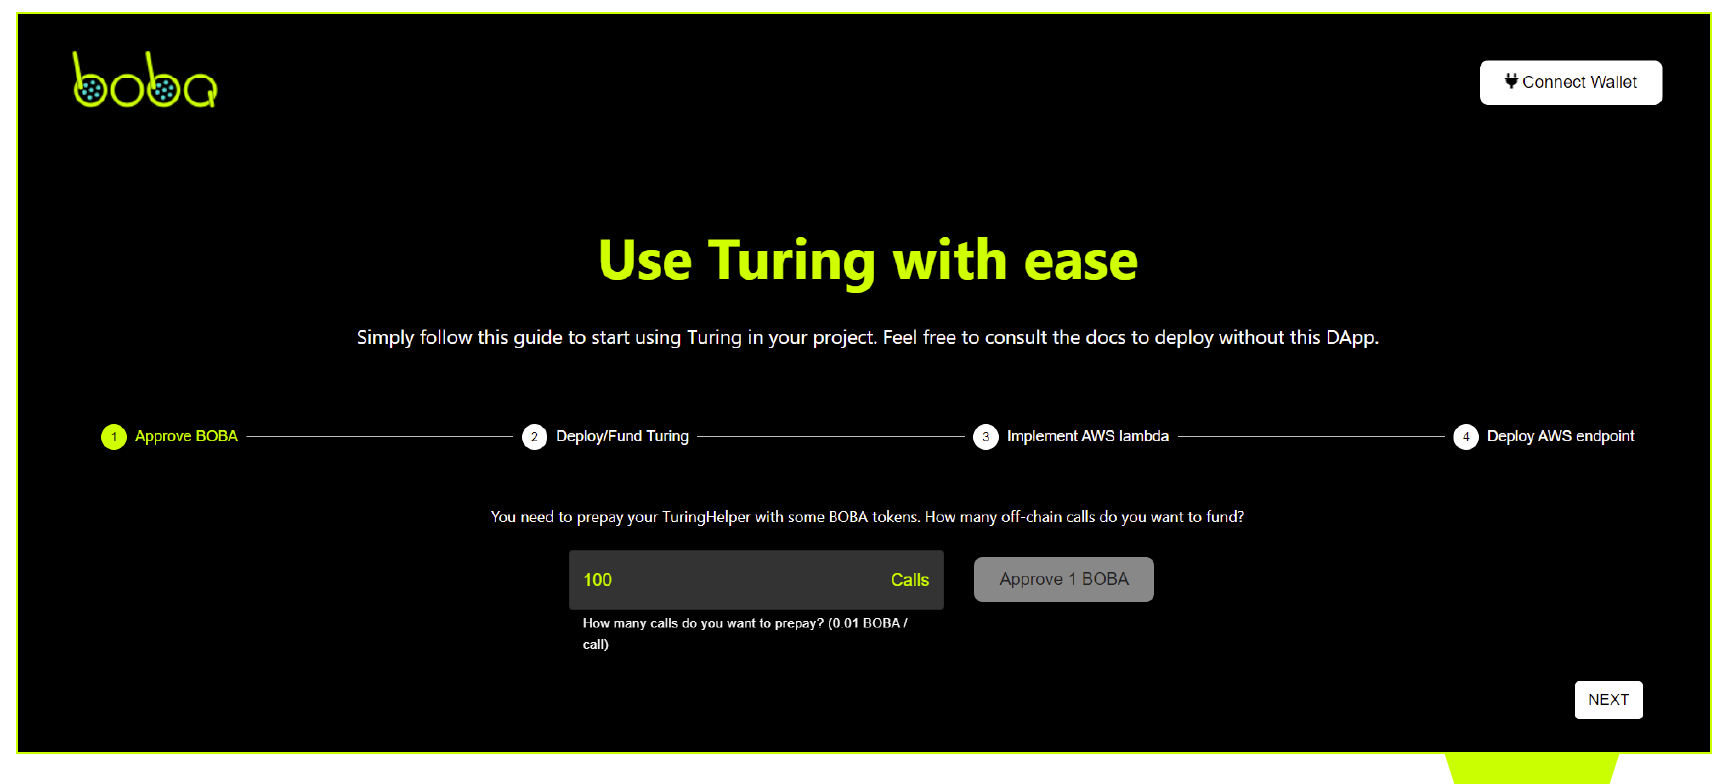 boba
Connect Wallet
Use Turing with ease
Simply follow this guide to start using Turing in your project. Feel free to consult the docs to deploy without this DApp.
1 Approve BOBA
2 Deploy/Fund Turing
3 Implement AWS lambda
4 Deploy AWS endpoint
You need to prepay your TuringHelper with some BOBA tokens. How many off-chain calls do you want to fund?
100 Calls
Approve 1 BOBA
How many calls do you want to prepay? (0.01 BOBA /
call)
NEXT